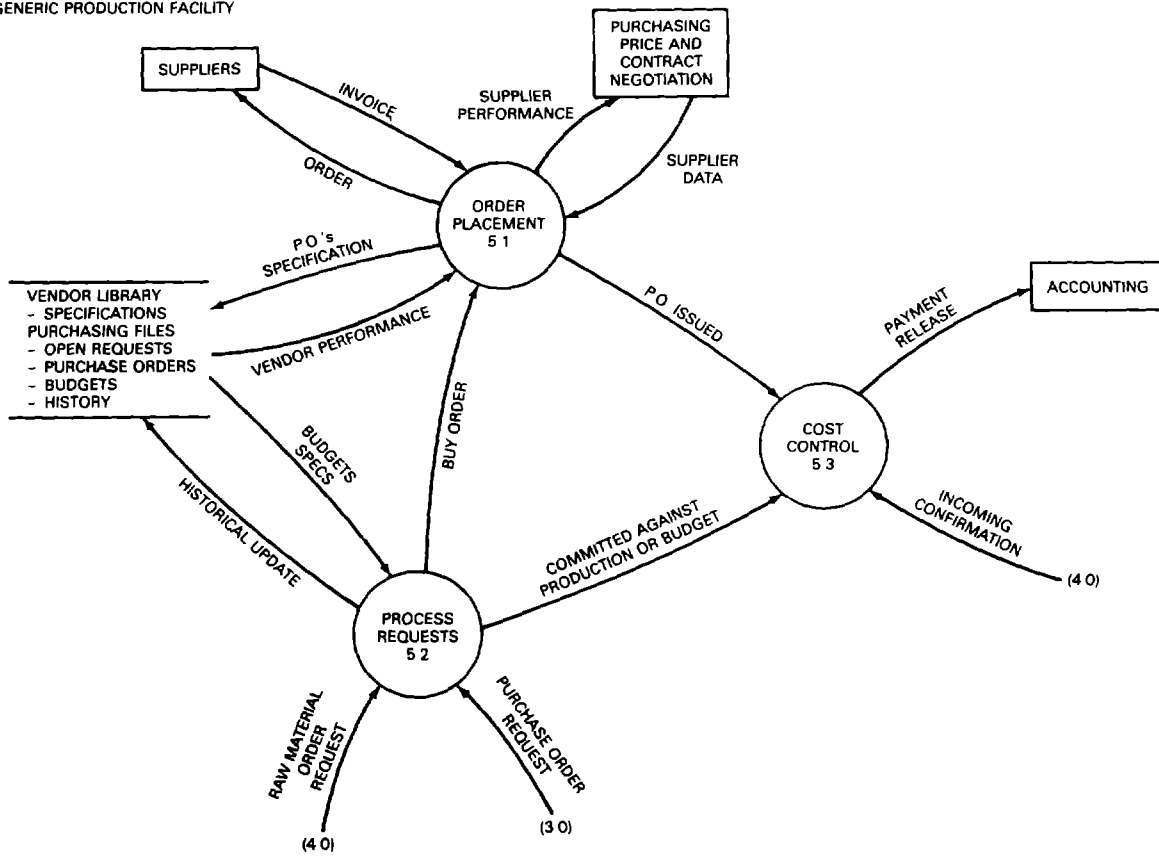 GENERIC PRODUCTION FACILITY
SUPPLIERS
PURCHASING
PRICE AND
CONTRACT
NEGOTIATION
INVOICE
ORDER
SUPPLIER
PERFORMANCE
SUPPLIER
DATA
ORDER
PLACEMENT
5 1
PO's
SPECIFICATION
VENDOR LIBRARY
- SPECIFICATIONS
PURCHASING FILES
- OPEN REQUESTS
- PURCHASE ORDERS
- BUDGETS
- HISTORY
VENDOR PERFORMANCE
PO ISSUED
PAYMENT
RELEASE
ACCOUNTING
BUY ORDER
BUDGETS
SPECS
HISTORICAL UPDATE
COST
CONTROL
5 3
COMMITTED AGAINST
PRODUCTION OR BUDGET
INCOMING
CONFIRMATION
(4 0)
PROCESS
REQUESTS
5 2
RAW MATERIAL
ORDER
REQUEST
(4 0)
PURCHASE ORDER
REQUEST
(3 0)